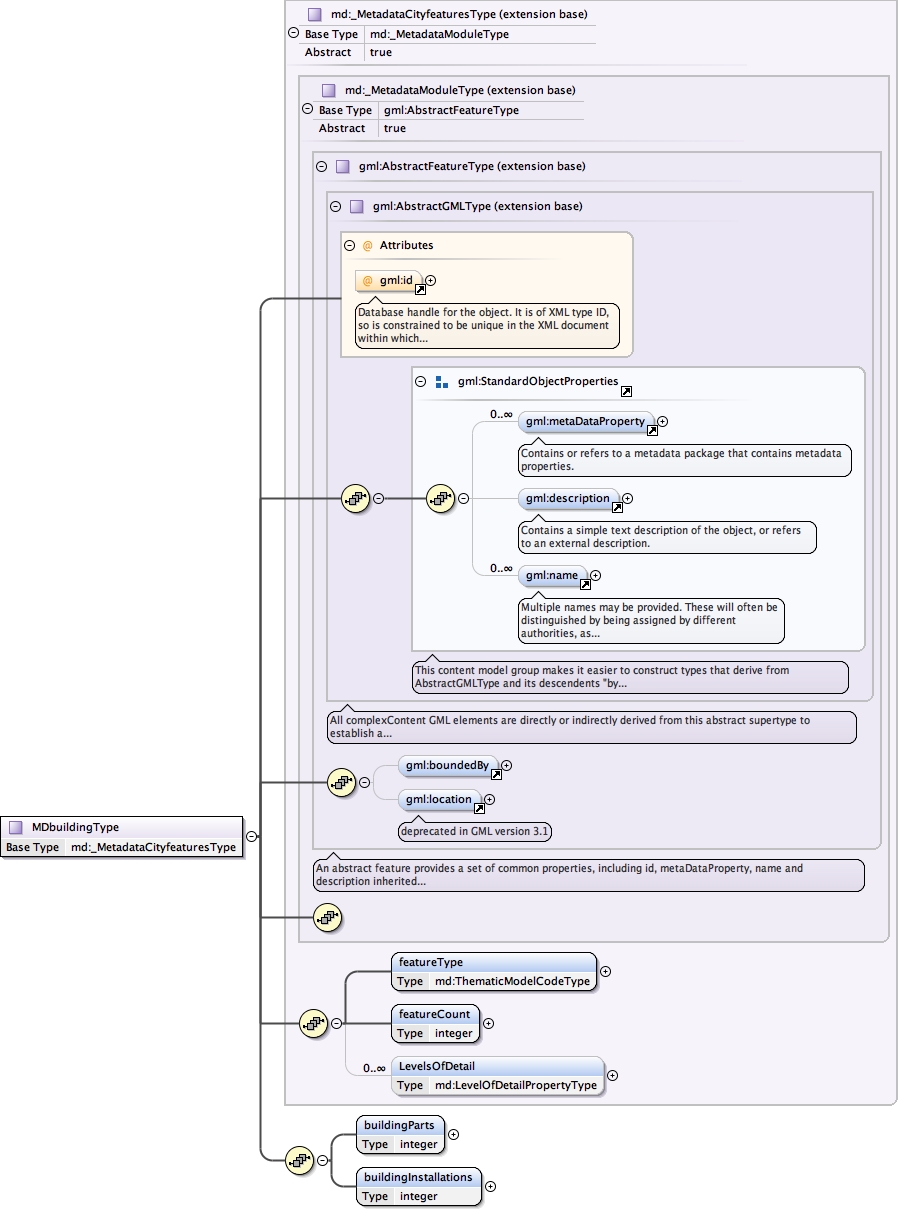 md:_MetadataCityfeaturesType (extension base)
Base Type md:_MetadataModuleType
Abstract true
md:_MetadataModuleType (extension base)
Base Type gml:AbstractFeatureType
Abstract true
gml:AbstractFeatureType (extension base)
gml:AbstractGMLType (extension base)
@ Attributes
@ gml:id
Database handle for the object. It is of XML type ID,
so is constrained to be unique in the XML document
within which...
gml:StandardObjectProperties
0..∞
gml:metaDataProperty
Contains or refers to a metadata package that contains metadata
properties.
gml:description
Contains a simple text description of the object, or refers
to an external description.
0..∞
gml:name
Multiple names may be provided. These will often be
distinguished by being assigned by different
authorities, as...
This content model group makes it easier to construct types that derive from
AbstractGMLType and its descendents "by...
All complexContent GML elements are directly or indirectly derived from this abstract supertype to
establish a...
gml:boundedBy
gml:location
deprecated in GML version 3.1
MDbuildingType
Base Type md:_MetadataCityfeaturesType
An abstract feature provides a set of common properties, including id, metaDataProperty, name and
description inherited...
featureType
Type md:ThematicModelCodeType
featureCount
Type integer
0..∞
LevelsOfDetail
Type md:LevelOfDetailPropertyType
buildingParts
Type integer
buildingInstallations
Type integer